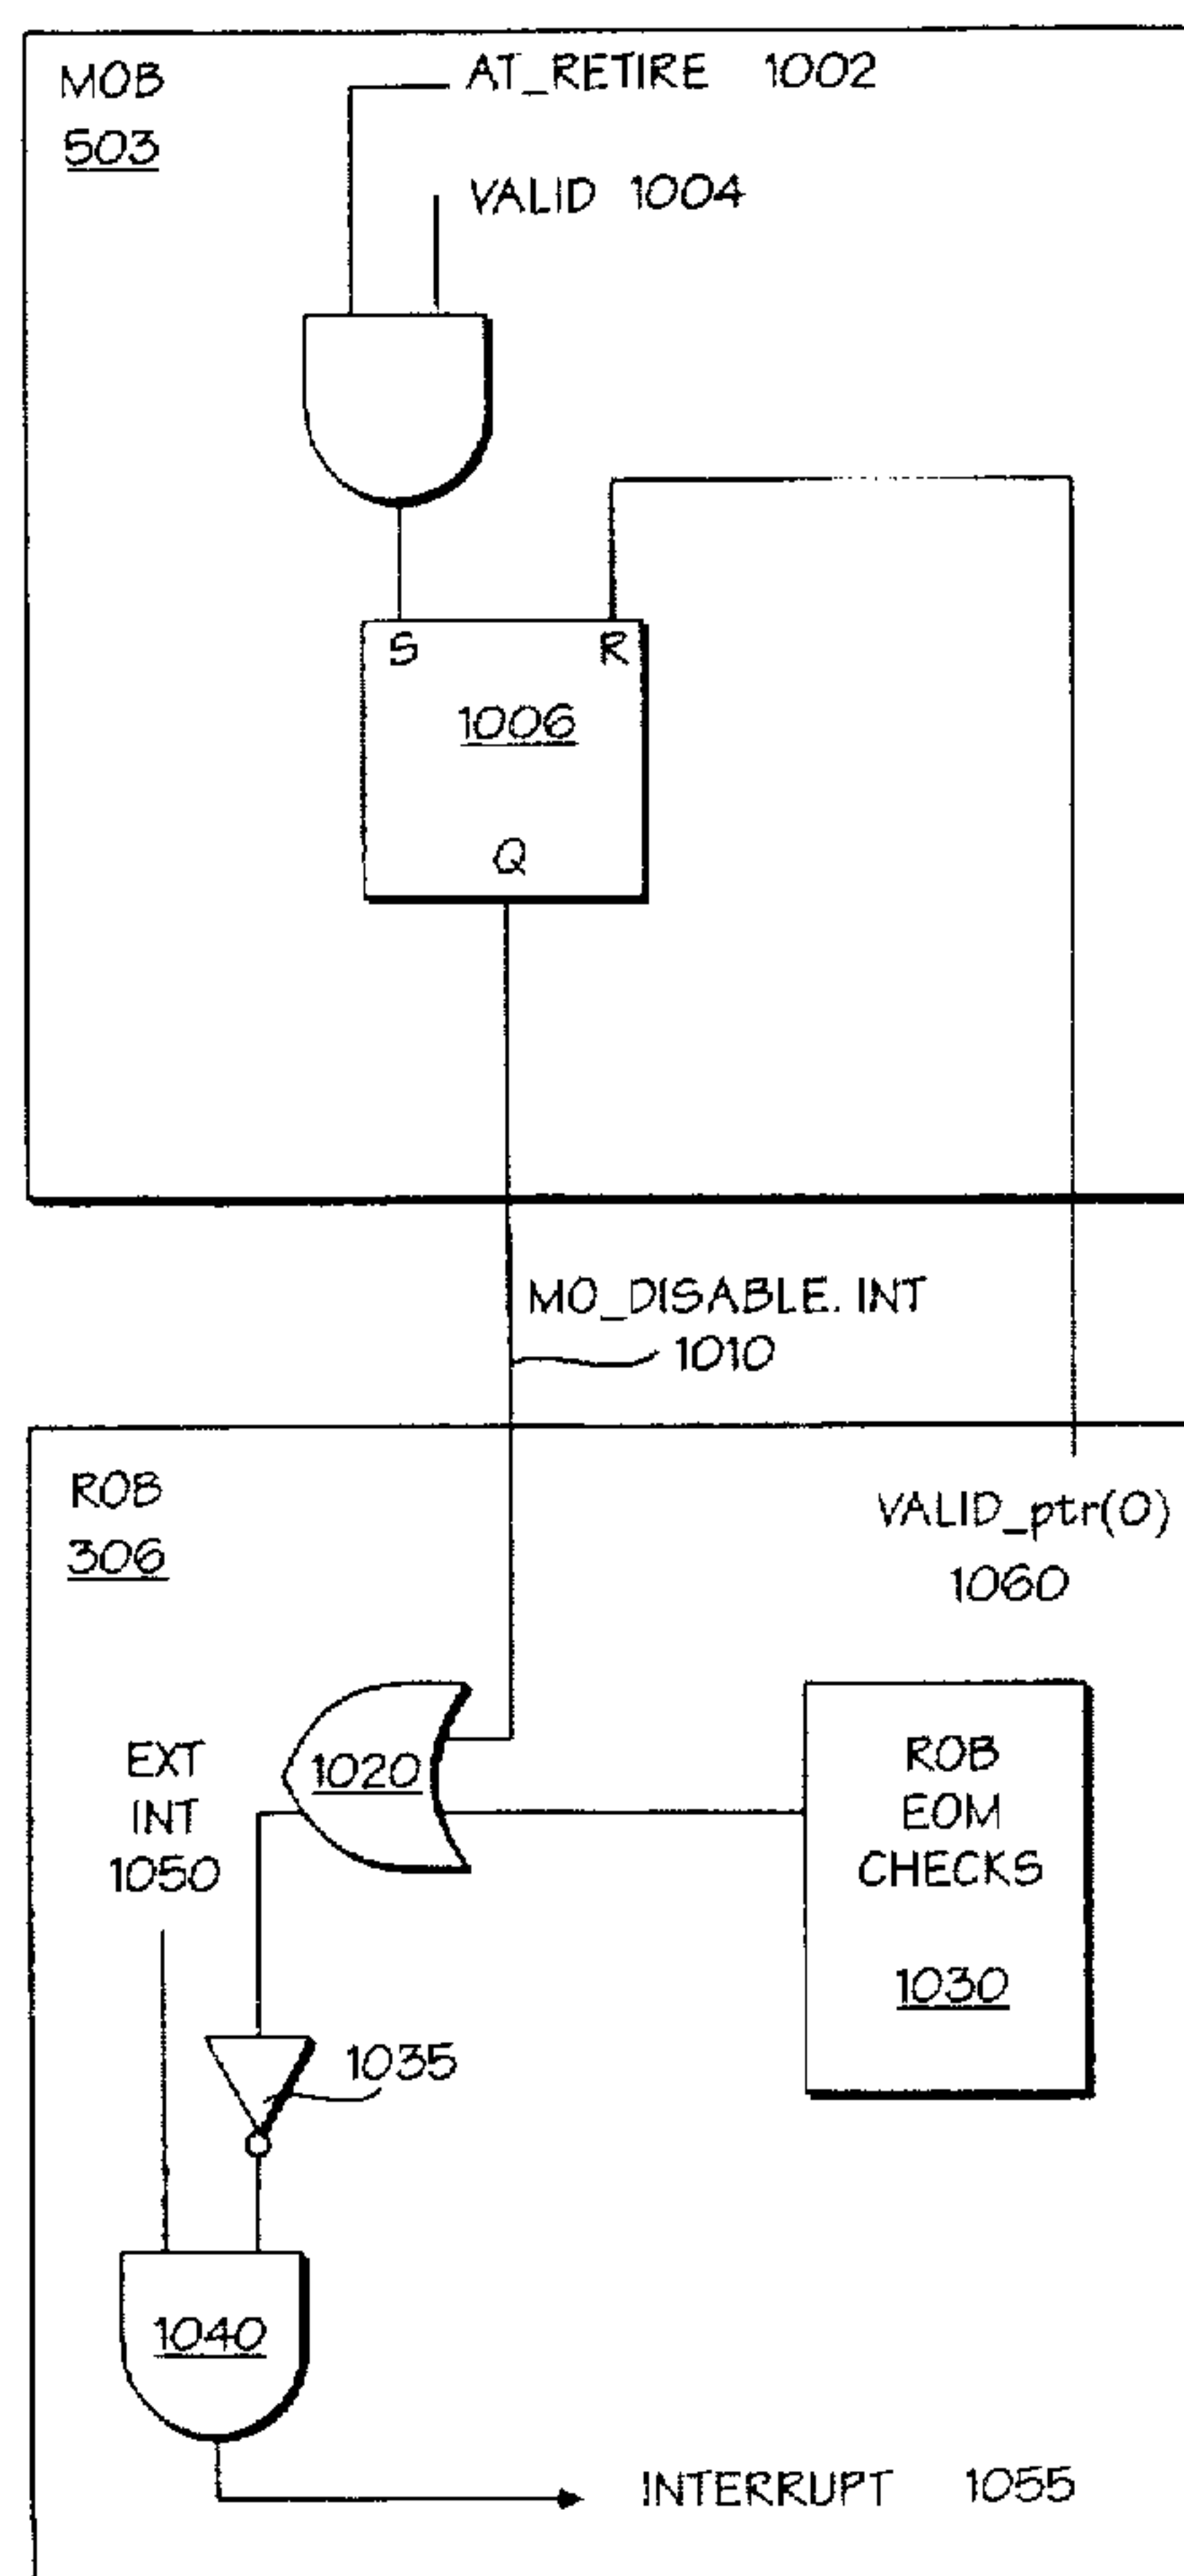 MOB
503
AT_RETIRE 1002
VALID 1004
S R
1006
Q
MO_DISABLE. INT
1010
ROB
306
VALID_ptr(0)
1060
EXT
INT
1050
1020
ROB
EOM
CHECKS
1030
1035
1040
INTERRUPT 1055